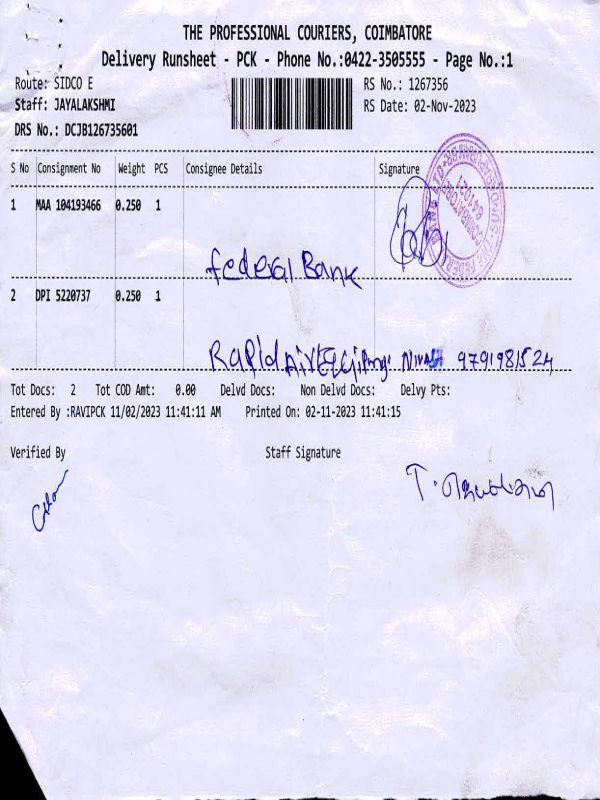 THE PROFESSIONAL COURIERS, COIMBATORE
Delivery Runsheet - PCK - Phone No.:0422-3505555 - Page No.:1
Route: SIDCO E RS No.: 1267356
Staff: JAYALAKSHMI RS Date: 02-Nov-2023
DRS No.: DCJB126735601
S No Consignment No Weight PCS Consignee Details Signature
1 MAA 104193466 0.250 1
federal Bank
2 DPI 5220737 0.250 1
Rapid 9791981524
Tot Docs: 2 Tot COD Amt: 0.00 Delvd Docs: Non Delvd Docs: Delvy Pts:
Entered By :RAVIPCK 11/02/2023 11:41:11 AM Printed On: 02-11-2023 11:41:15
Verified By Staff Signature